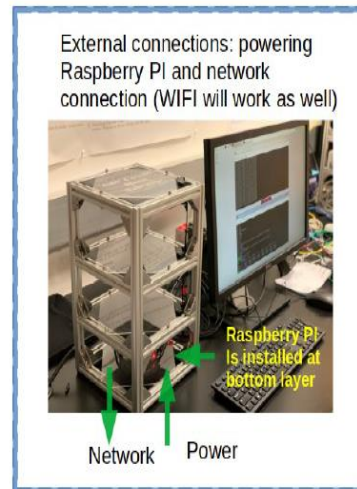 External connections: powering
Raspberry PI and network
connection (WIFI will work as well)
Raspberry PI
Is installed at
bottom layer
Network
Power